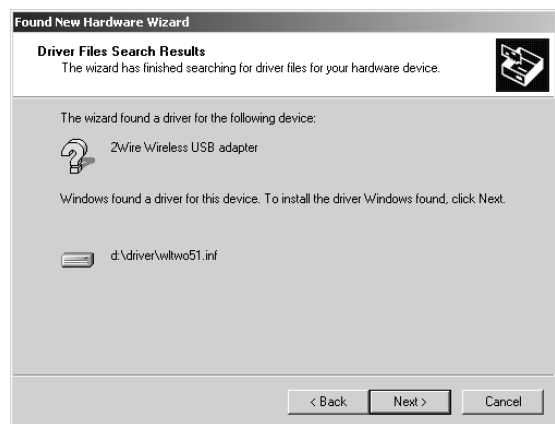 Found New Hardware Wizard
Driver Files Search Results
The wizard has finished searching for driver files for your hardware device.
The wizard found a driver for the following device:
2Wire Wireless USB adapter
Windows found a driver for this device. To install the driver Windows found, click Next.
d:\driver\wltwo51.inf
< Back Next > Cancel